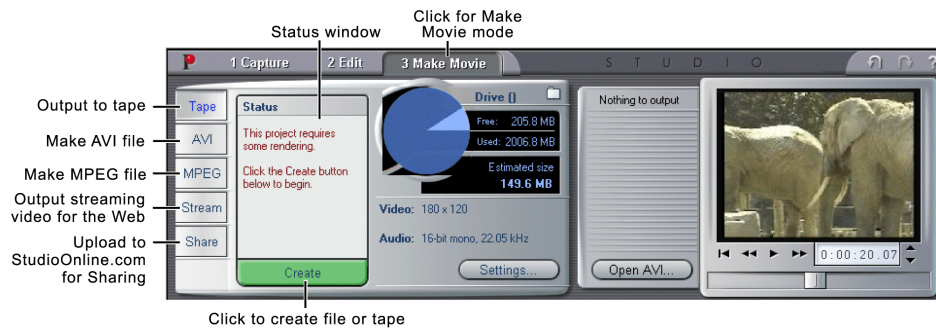 Click for Make
Movie mode
Status window
1 Capture
2 Edit
3 Make Movie
STUDIO
?
Output to tape
Make AVI file
Make MPEG file
Output streaming
video for the Web
Upload to
StudioOnline.com
for Sharing
Tape
AVI
MPEG
Stream
Share
Status
This project requires
some rendering.
Click the Create button
below to begin.
Create
Drive ()
Free: 205.8 MB
Used: 2006.8 MB
Estimated size
149.6 MB
Video: 180 x 120
Audio: 16-bit mono, 22.05 kHz
Settings...
Nothing to output
Open AVI...
0:00:20.07
Click to create file or tape